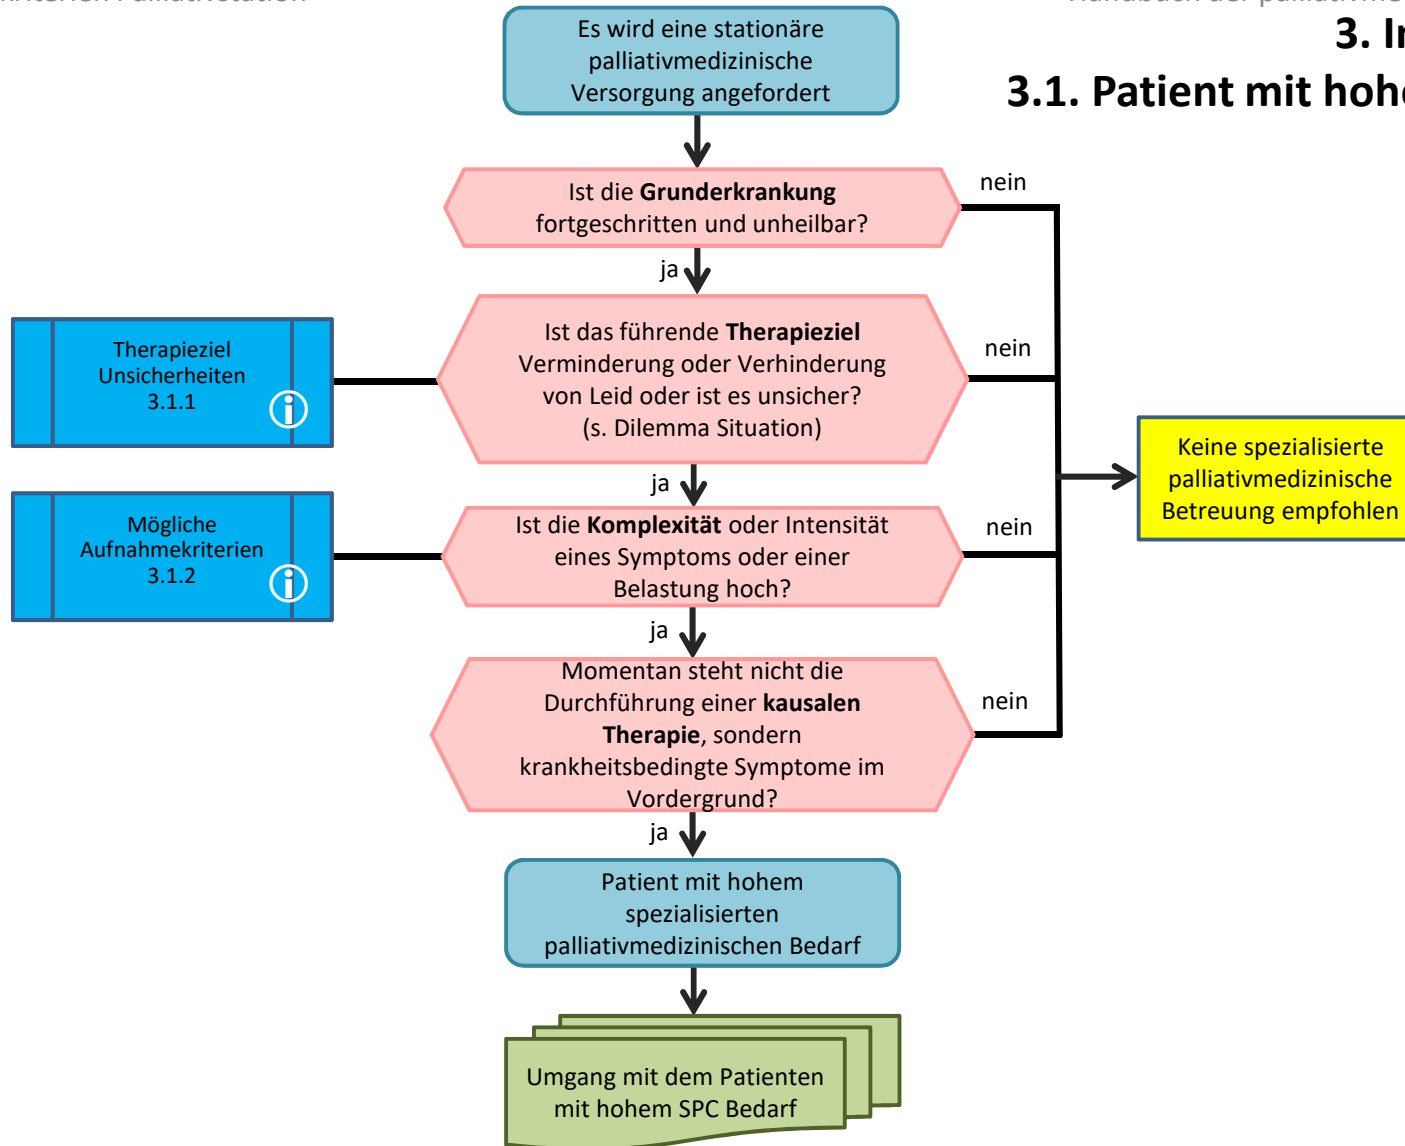 Palliativstation
Handbuch der
3. I
3.1. Patient mit
Es wird eine stationäre
palliativmedizinische
Versorgung angefordert
Ist die Grunderkrankung
fortgeschritten und unheilbar?
nein
ja
Therapieziel
Unsicherheiten
3.1.1
Ist das führende Therapieziel
Verminderung oder Verhinderung
von Leid oder ist es unsicher?
(s. Dilemma Situation)
nein
ja
Keine spezialisierte
palliativmedizinische
Betreuung empfohlen
Mögliche
Aufnahmekriterien
3.1.2
Ist die Komplexität oder Intensität
eines Symptoms oder einer
Belastung hoch?
nein
ja
Momentan steht nicht die
Durchführung einer kausalen
Therapie, sondern
krankheitsbedingte Symptome im
Vordergrund?
nein
ja
Patient mit hohem
spezialisierten
palliativmedizinischen Bedarf
Umgang mit dem Patienten
mit hohem SPC Bedarf